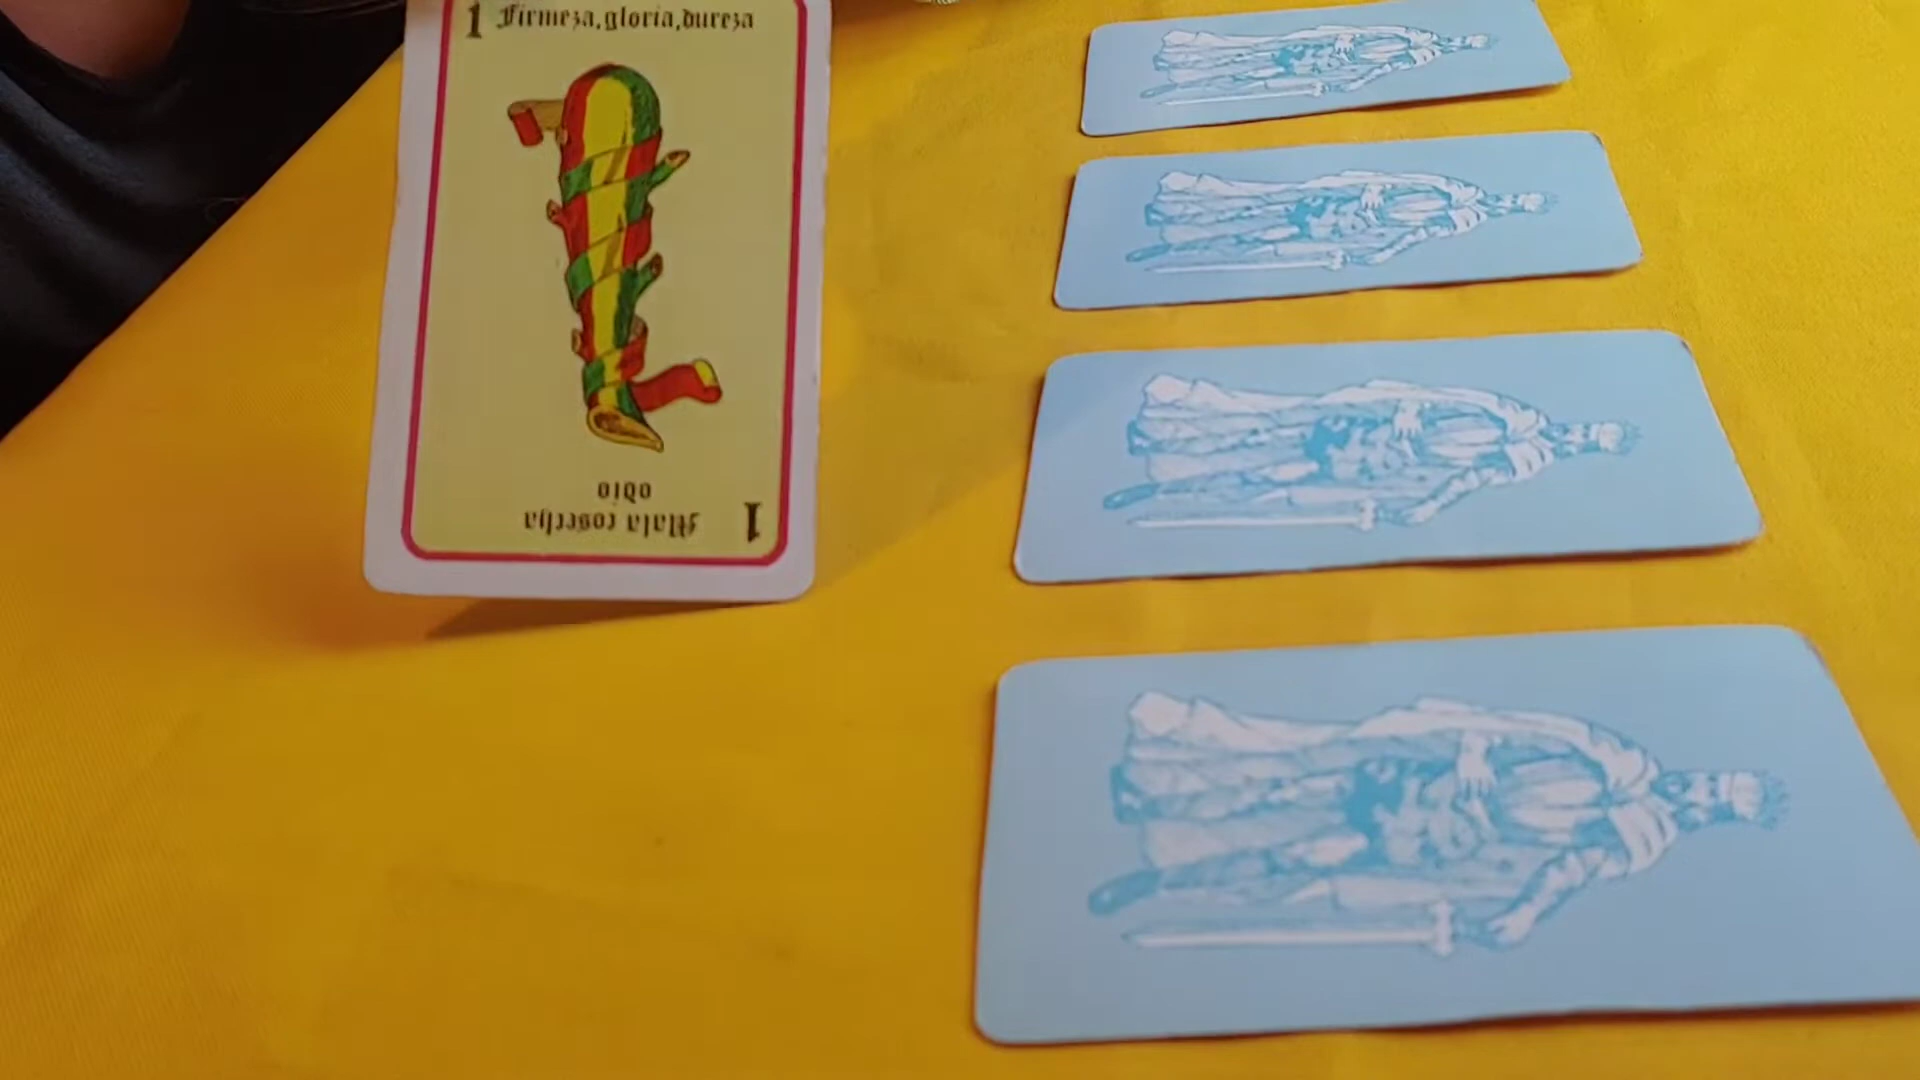 1 Firmeza, gloria, dureza
1 Mala cosecha
odio